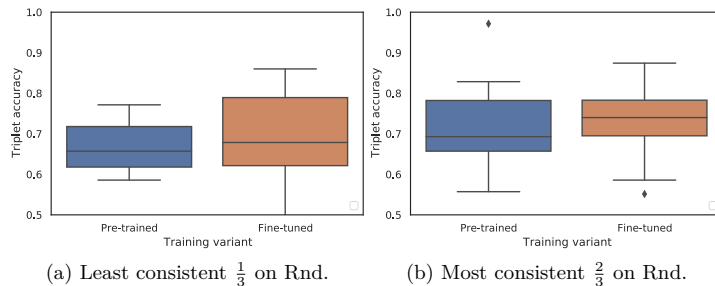 1.0
0.9
0.8
0.7
0.6
0.5
Triplet accuracy
Pre-trained Fine-tuned
Training variant
(a) Least consistent 1/3 on Rnd.
1.0
0.9
0.8
0.7
0.6
0.5
Triplet accuracy
Pre-trained Fine-tuned
Training variant
(b) Most consistent 2/3 on Rnd.